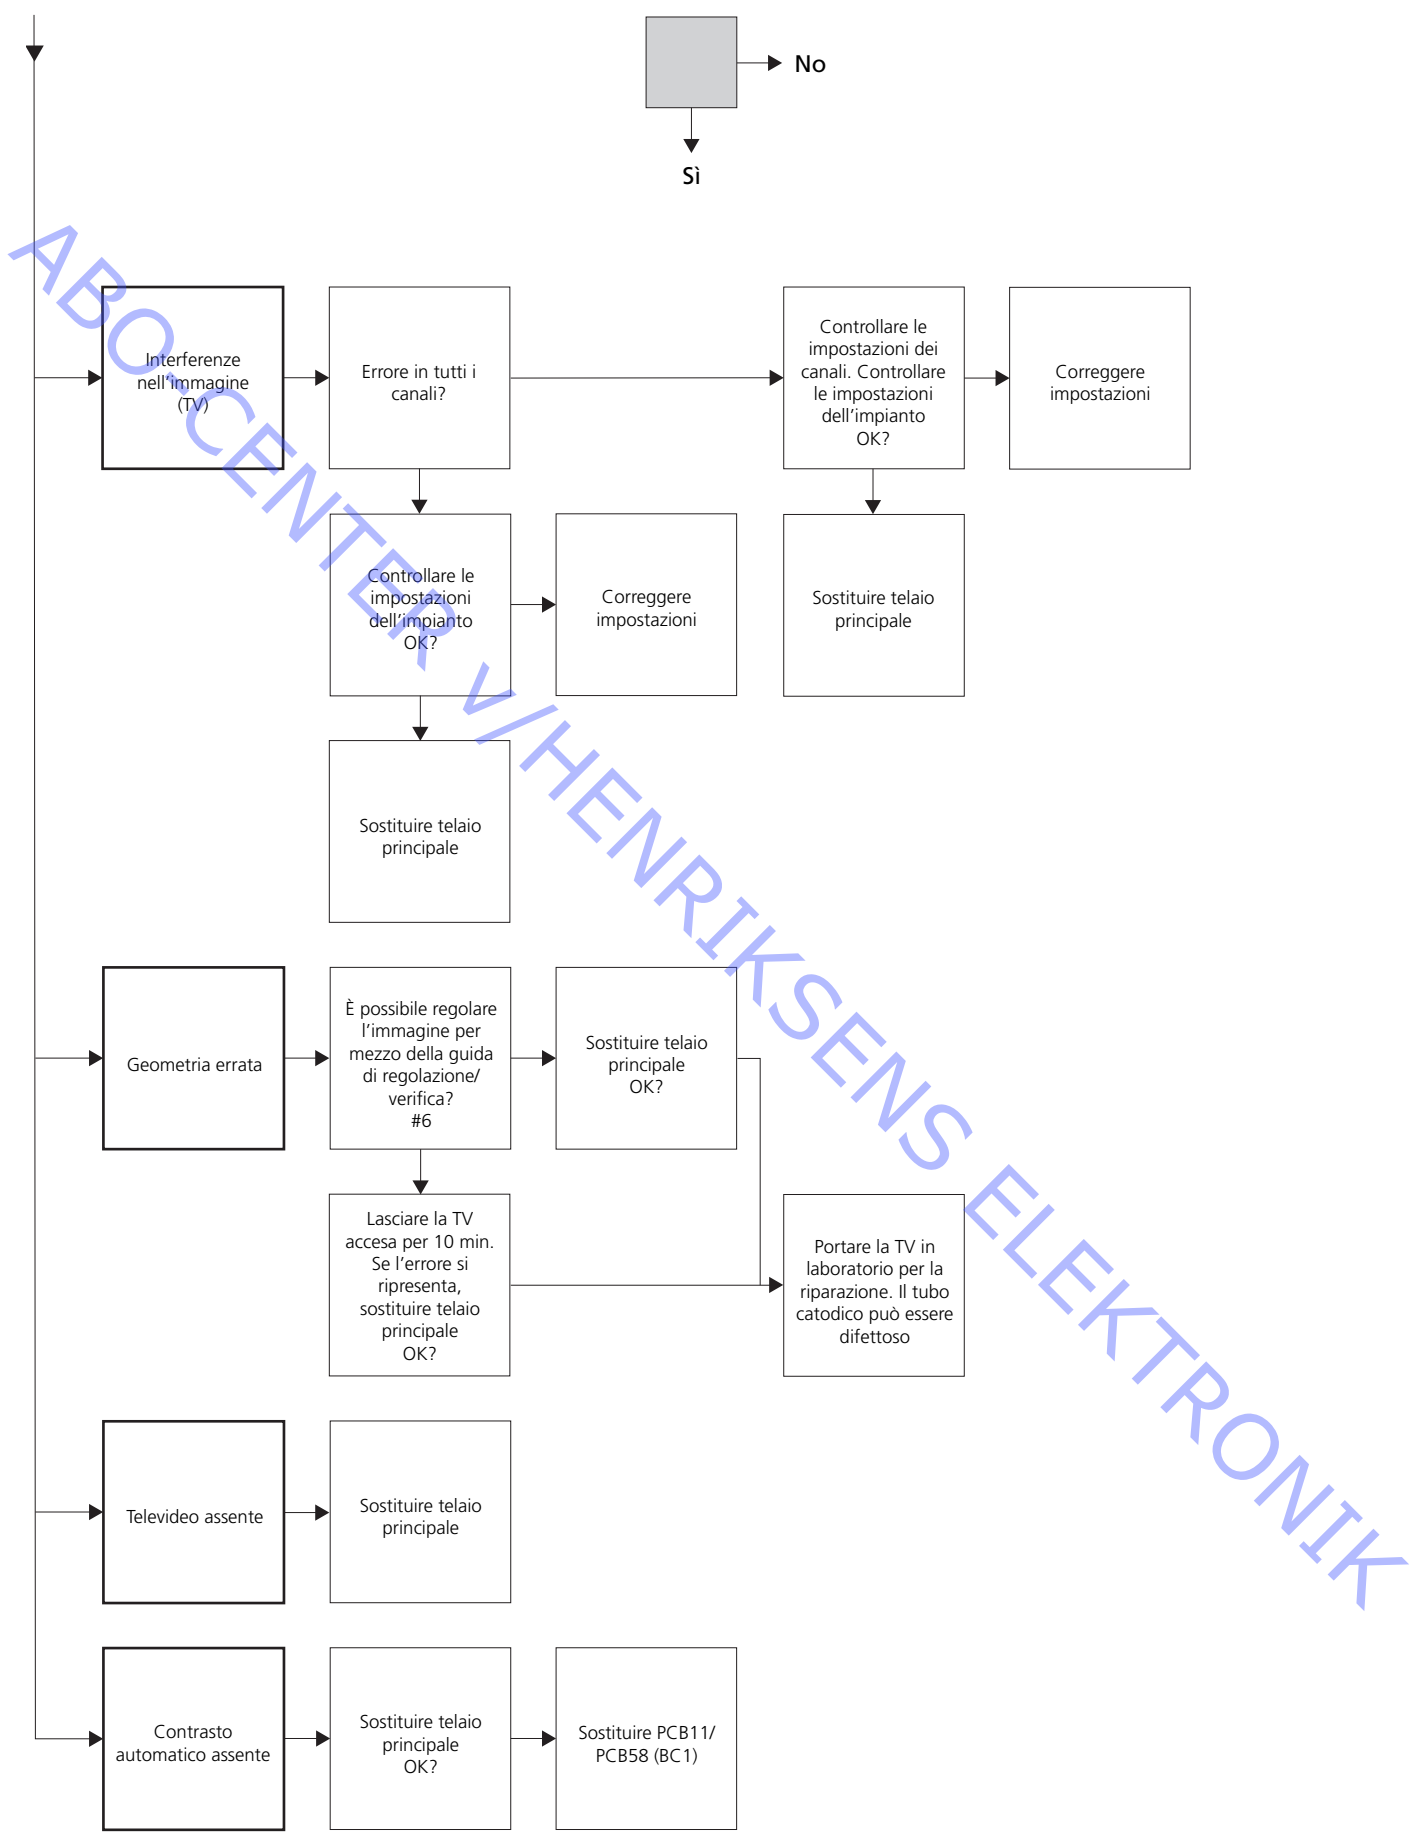 No
Sì
Interferenze
nell'immagine
(TV)
Errore in tutti i
canali?
Controllare le
impostazioni dei
canali. Controllare
le impostazioni
dell'impianto
OK?
Correggere
impostazioni
Controllare le
impostazioni
dell'impianto
OK?
Correggere
impostazioni
Sostituire telaio
principale
Sostituire telaio
principale
Geometria errata
È possibile regolare
l'immagine per
mezzo della guida
di regolazione/
verifica?
#6
Sostituire telaio
principale
OK?
Lasciare la TV
accesa per 10 min.
Se l'errore si
ripresenta,
sostituire telaio
principale
OK?
Portare la TV in
laboratorio per la
riparazione. Il tubo
catodico può essere
difettoso
Televideo assente
Sostituire telaio
principale
Contrasto
automatico assente
Sostituire telaio
principale
OK?
Sostituire PCB11/
PCB58 (BC1)
ABO-CENTER v/HENRIKSENS ELEKTRONIK